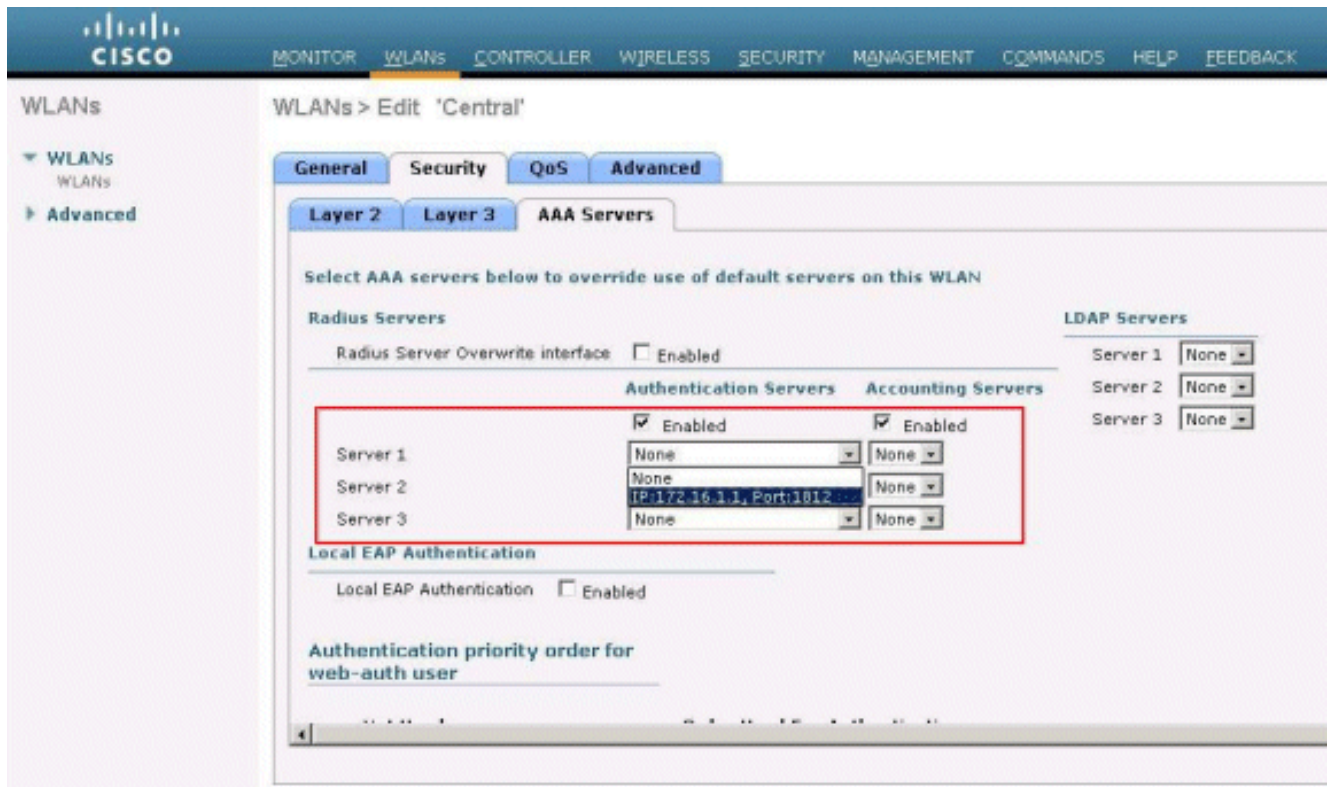 CISCO
MONITOR WLANs CONTROLLER WIRELESS SECURITY MANAGEMENT COMMANDS HELP FEEDBACK
WLANs
WLANs > Edit 'Central'
WLANs
WLANs
Advanced
General Security QoS Advanced
Layer 2 Layer 3 AAA Servers
Select AAA servers below to override use of default servers on this WLAN
Radius Servers
LDAP Servers
Radius Server Overwrite interface Enabled
Server 1 None
Authentication Servers Accounting Servers
Server 2 None
Enabled Enabled
Server 3 None
Server 1 None None
None
Server 2 IP:172.16.1.1, Port:1812 None
Server 3 None None
Local EAP Authentication
Local EAP Authentication Enabled
Authentication priority order for
web-auth user